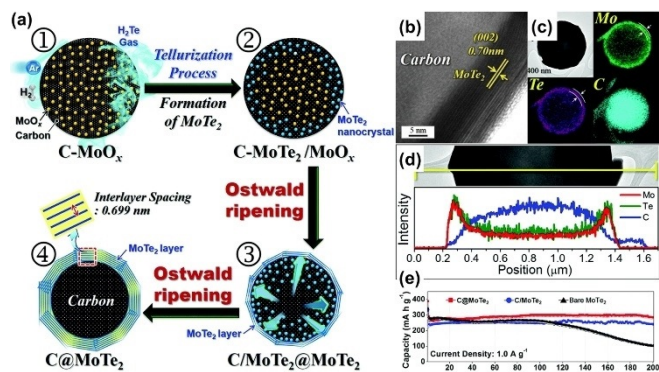 (a)
①
H₂Te
Gas
Ar
H₂
MoOₓ
Carbon
C-MoOₓ
Tellurization
Process
Formation
of MoTe₂
②
MoTe₂
nanocrystal
C-MoTe₂/MoOₓ
Ostwald
ripening
③
MoTe₂ layer
C/MoTe₂@MoTe₂
Ostwald
ripening
Interlayer Spacing
: 0.699 nm
④
MoTe₂ layer
Carbon
C@MoTe₂
(b)
(002)
0.70nm
Carbon
MoTe₂
5 nm
(c)
400 nm
Mo
Te
C
(d)
Intensity
Mo
Te
C
0.0 0.2 0.4 0.6 0.8 1.0 1.2 1.4 1.6
Position (μm)
(e)
Capacity (mA h g⁻¹)
C@MoTe₂ C/MoTe₂ Bare MoTe₂
400
300
200
100
0
Current Density: 1.0 A g⁻¹
0 20 40 60 80 100 120 140 160 180 200